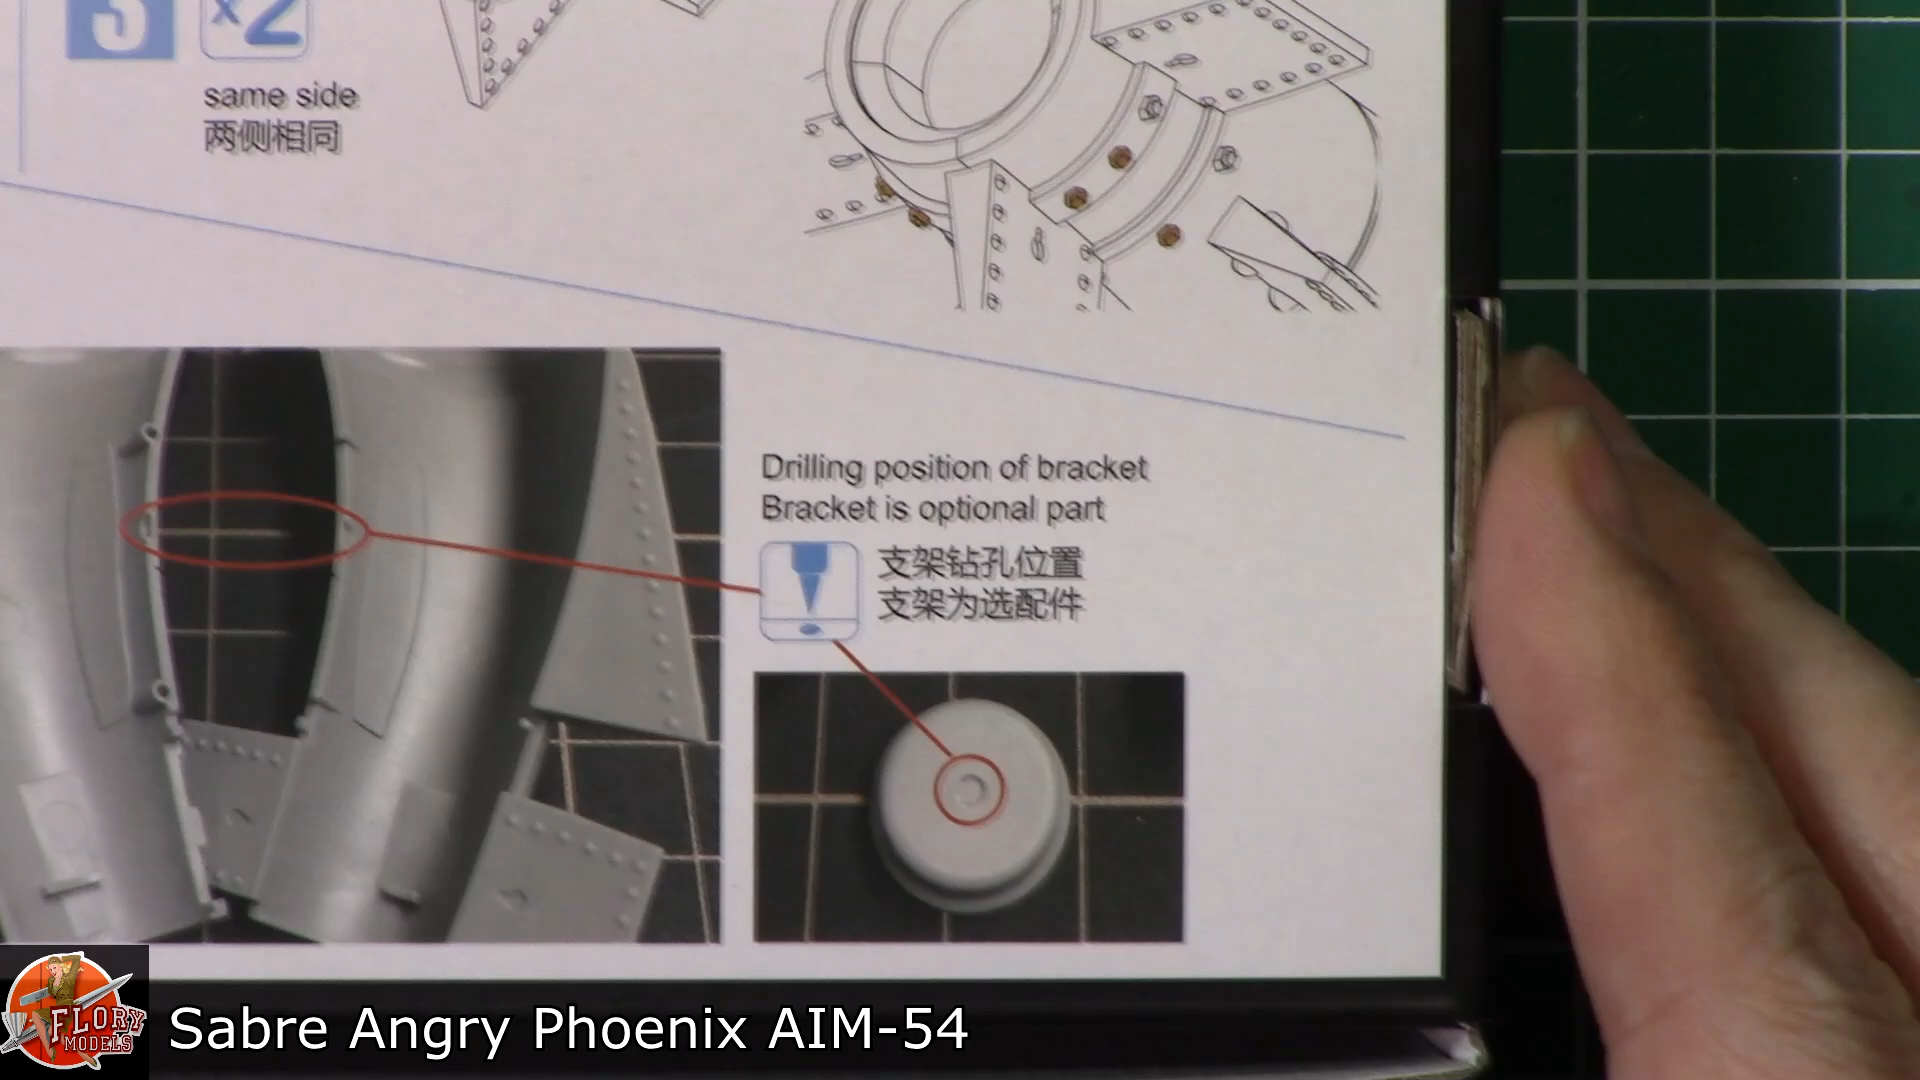 3
x2
same side
两侧相同
Drilling position of bracket
Bracket is optional part
支架钻孔位置
支架为选配件
FLORY
MODELS
Sabre Angry Phoenix AIM-54